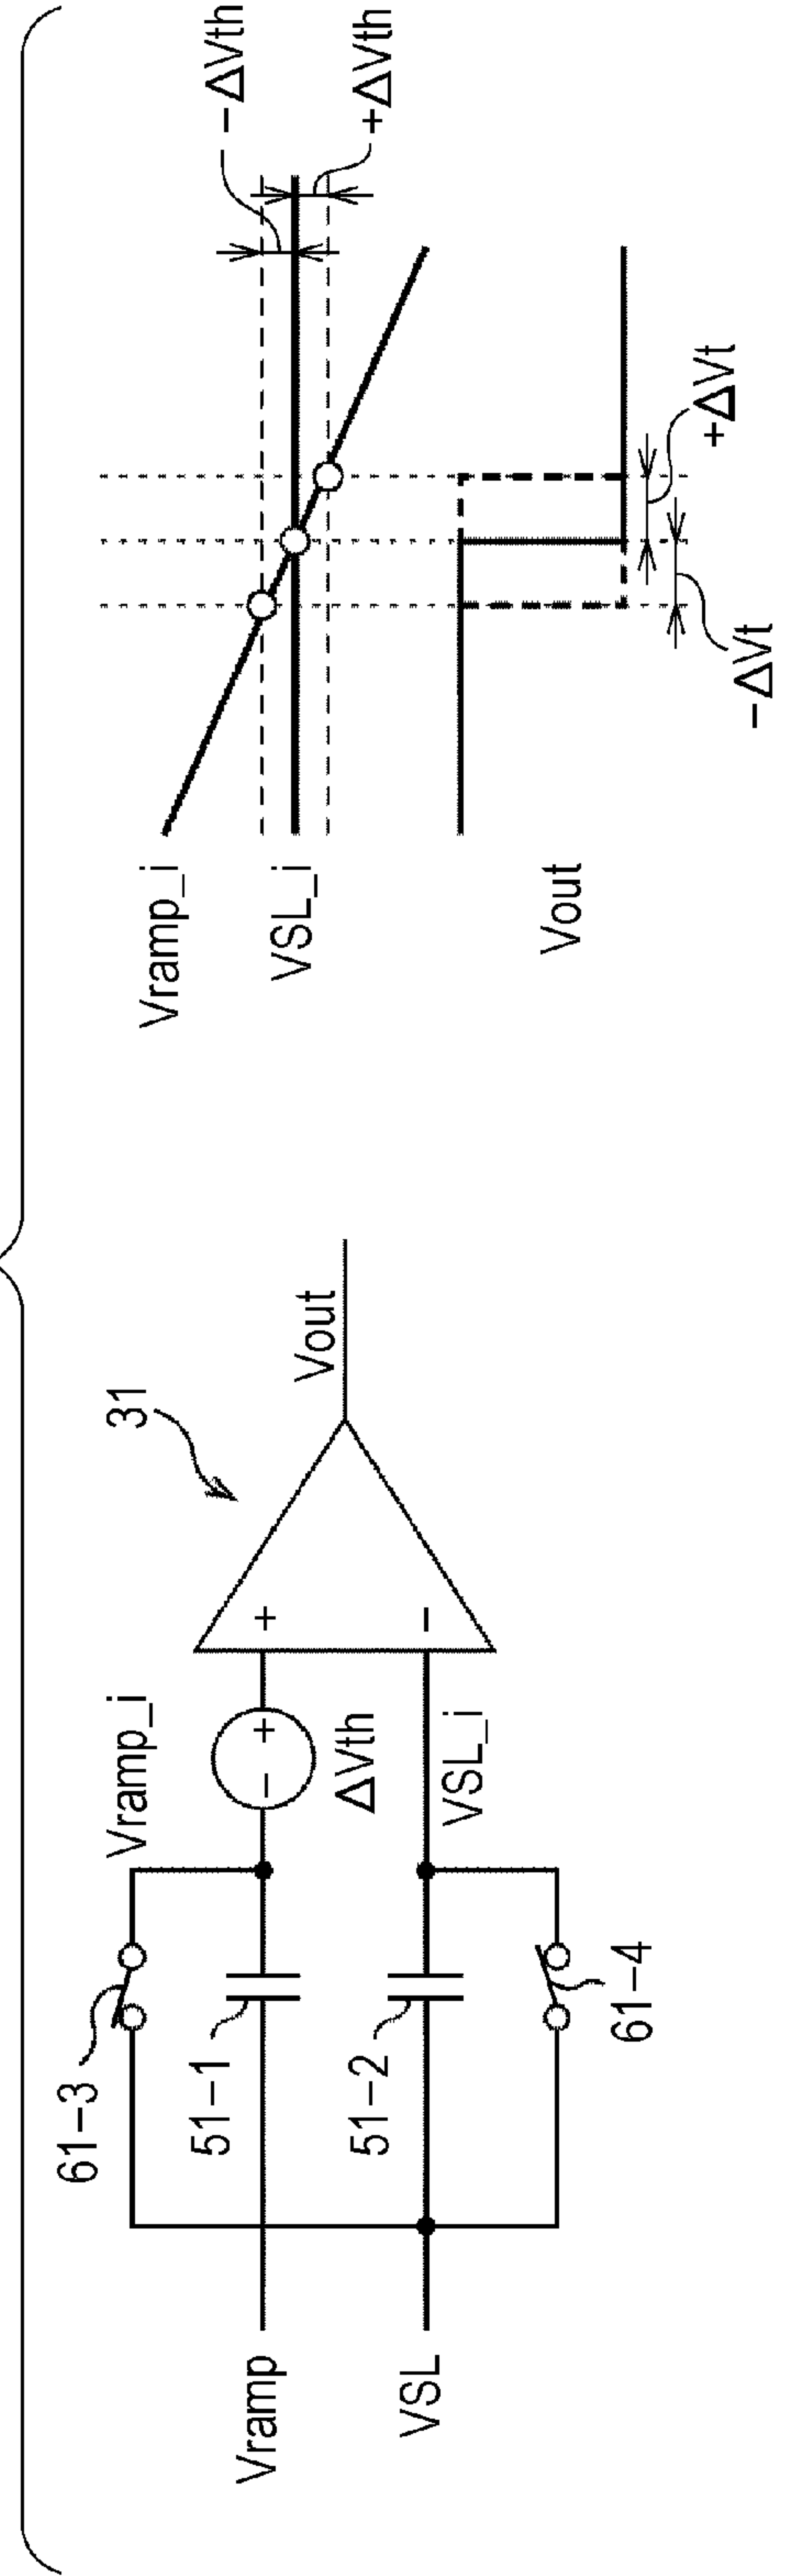 61−3
Vramp_i
31
Vramp
51−1
−
+
+
ΔVth
Vout
VSL
51−2
VSL_i
−
61−4
Vramp_i
VSL_i
Vout
−ΔVth
+ΔVth
−ΔVt
+ΔVt